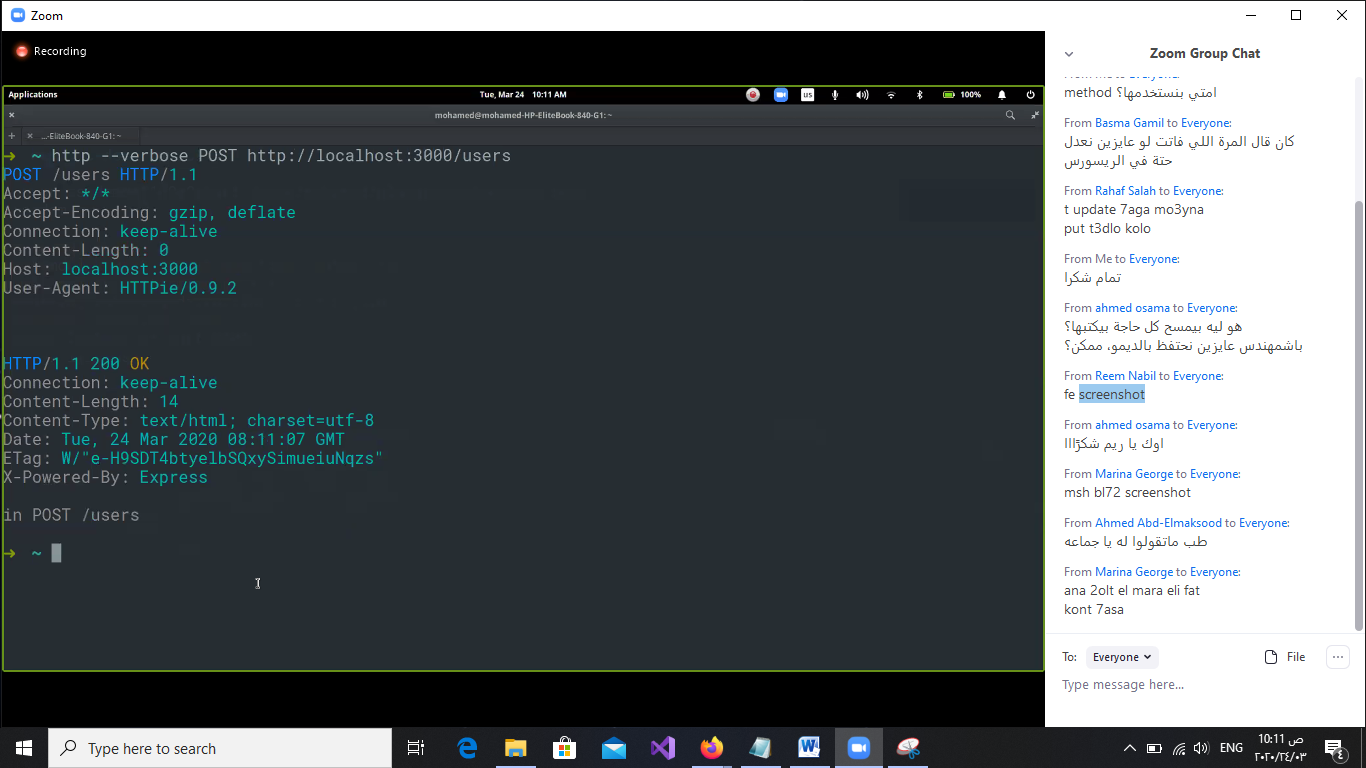 Zoom
Recording
Applications
Tue, Mar 24 10:11 AM
us
100%
mohamed@mohamed-HP-EliteBook-840-G1: ~
...-EliteBook-840-G1: ~
→ ~ http --verbose POST http://localhost:3000/users
POST /users HTTP/1.1
Accept: */*
Accept-Encoding: gzip, deflate
Connection: keep-alive
Content-Length: 0
Host: localhost:3000
User-Agent: HTTPie/0.9.2
HTTP/1.1 200 OK
Connection: keep-alive
Content-Length: 14
Content-Type: text/html; charset=utf-8
Date: Tue, 24 Mar 2020 08:11:07 GMT
ETag: W/"e-H9SDT4btyelbSQxySimueiuNqzs"
X-Powered-By: Express
in POST /users
→ ~
Zoom Group Chat
From Me to Everyone:
امتي بنستخدمها؟ method
From Basma Gamil to Everyone:
كان قال المرة اللي فاتت لو عايزين نعدل
حتة في الريسورس
From Rahaf Salah to Everyone:
t update 7aga mo3yna
put t3dlo kolo
From Me to Everyone:
تمام شكرا
From ahmed osama to Everyone:
هو ليه بيمسح كل حاجة بيكتبها؟
باشمهندس عايزين نحتفظ بالديمو، ممكن؟
From Reem Nabil to Everyone:
fe screenshot
From ahmed osama to Everyone:
اوك يا ريم شكرًااا
From Marina George to Everyone:
msh bl72 screenshot
From Ahmed Abd-Elmaksood to Everyone:
طب ماتقولوا له يا جماعه
From Marina George to Everyone:
ana 2olt el mara eli fat
kont 7asa
To: Everyone
File
Type message here...
Type here to search
ENG
10:11 ص
٢٠٢٠/٢٤/٠٣
4